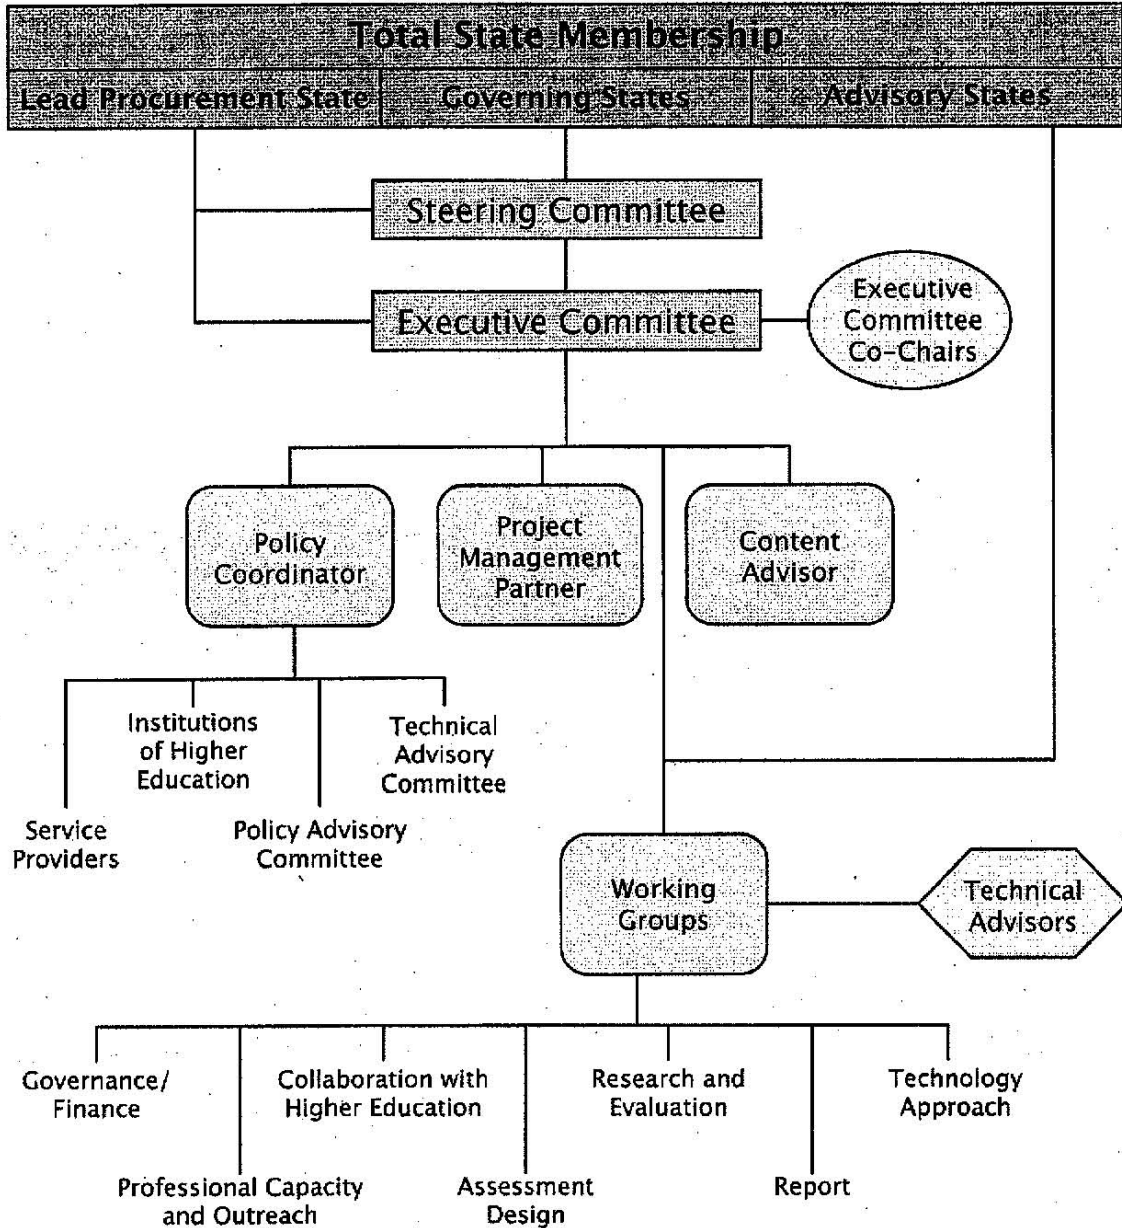 Total State Membership
Lead Procurement State
Governing States
Advisory States
Steering Committee
Executive Committee
Executive
Committee
Co-Chairs
Policy
Coordinator
Project
Management
Partner
Content
Advisor
Institutions
of Higher
Education
Technical
Advisory
Committee
Service
Providers
Policy Advisory
Committee
Working
Groups
Technical
Advisors
Governance/
Finance
Collaboration with
Higher Education
Research and
Evaluation
Technology
Approach
Professional Capacity
and Outreach
Assessment
Design
Report